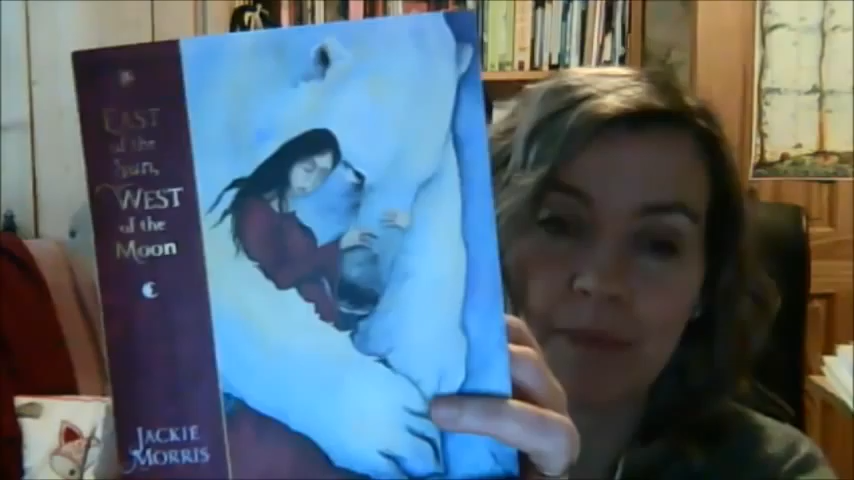 EAST
of the
Sun,
WEST
of the
Moon
JACKIE
MORRIS